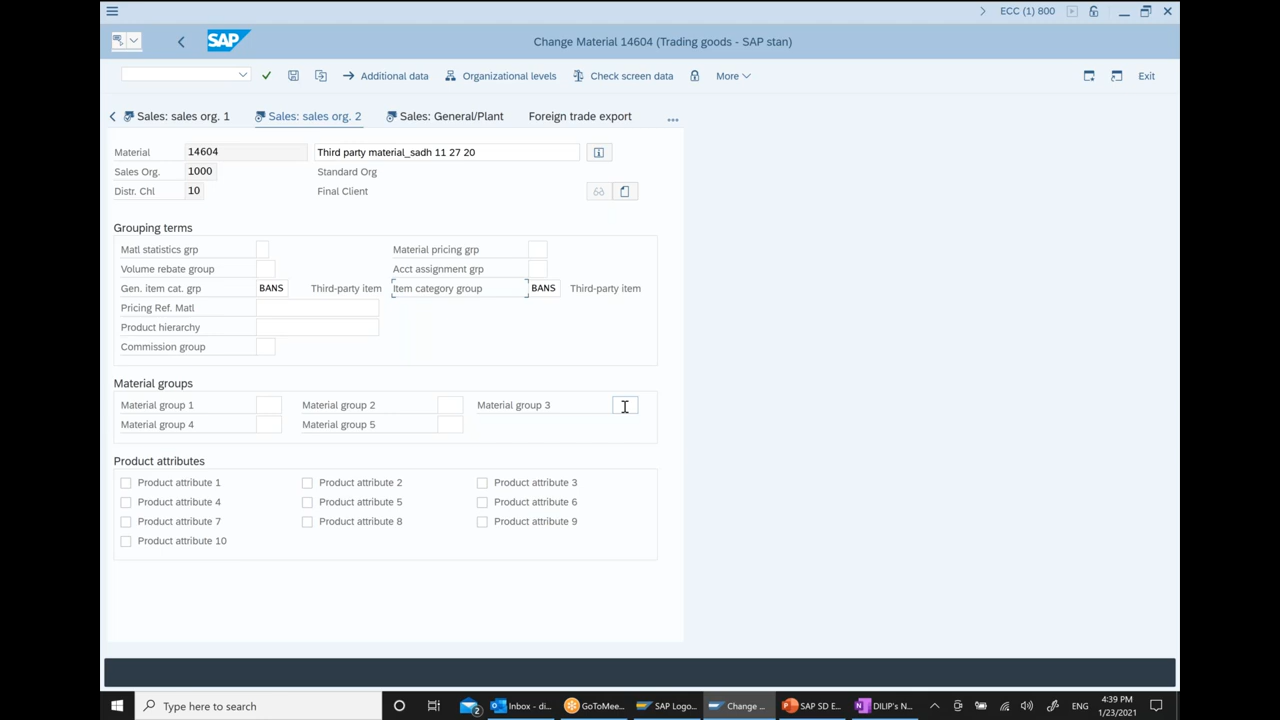 ECC (1) 800
SAP
Change Material 14604 (Trading goods - SAP stan)
Additional data
Organizational levels
Check screen data
More
Exit
Sales: sales org. 1
Sales: sales org. 2
Sales: General/Plant
Foreign trade export
...
Material 14604 Third party material_sadh 11 27 20
Sales Org. 1000 Standard Org
Distr. Chl 10 Final Client
Grouping terms
Matl statistics grp Material pricing grp
Volume rebate group Acct assignment grp
Gen. item cat. grp BANS Third-party item Item category group BANS Third-party item
Pricing Ref. Matl
Product hierarchy
Commission group
Material groups
Material group 1 Material group 2 Material group 3
Material group 4 Material group 5
Product attributes
Product attribute 1 Product attribute 2 Product attribute 3
Product attribute 4 Product attribute 5 Product attribute 6
Product attribute 7 Product attribute 8 Product attribute 9
Product attribute 10
Type here to search
2
Inbox - di...
GoToMee...
SAP Logo...
Change ...
SAP SD E...
DILIP's N...
ENG
4:39 PM
1/23/2021